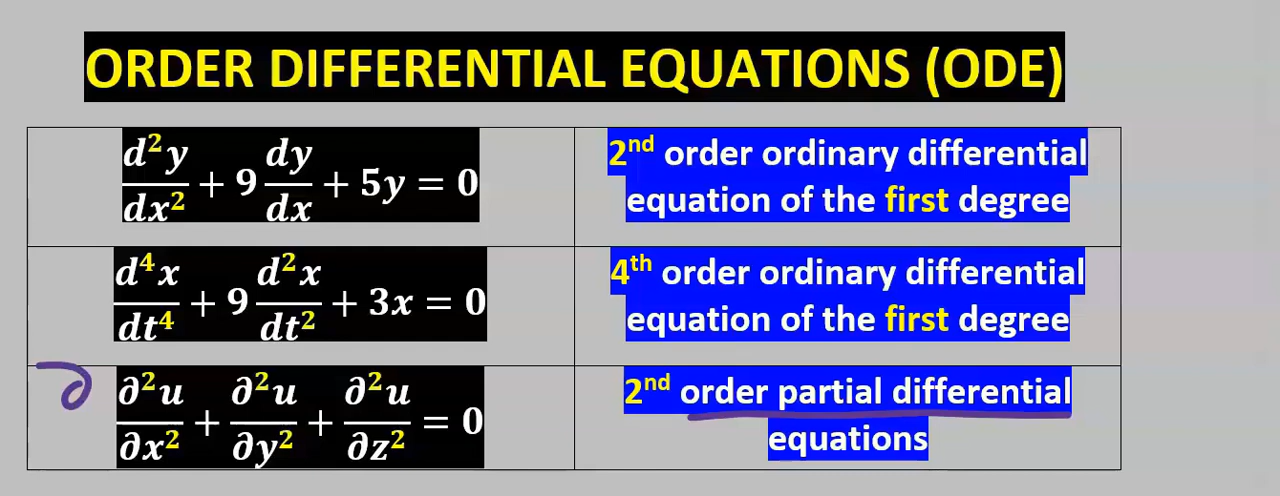 ORDER DIFFERENTIAL EQUATIONS (ODE)
d²y/dx² + 9 dy/dx + 5y = 0
2nd order ordinary differential
equation of the first degree
d⁴x/dt⁴ + 9 d²x/dt² + 3x = 0
4th order ordinary differential
equation of the first degree
∂²u/∂x² + ∂²u/∂y² + ∂²u/∂z² = 0
2nd order partial differential
equations